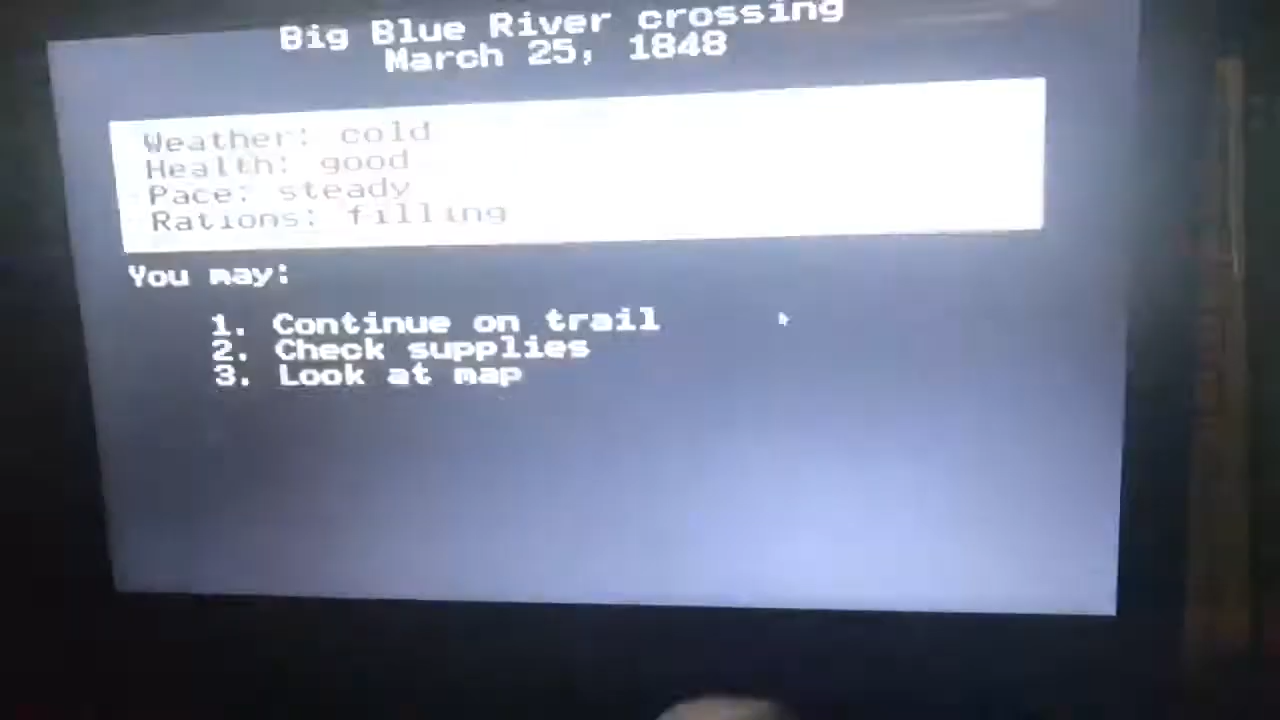 Big Blue River crossing
March 25, 1848
Weather: cold
Health: good
Pace: steady
Rations: filling
You may:
1. Continue on trail
2. Check supplies
3. Look at map